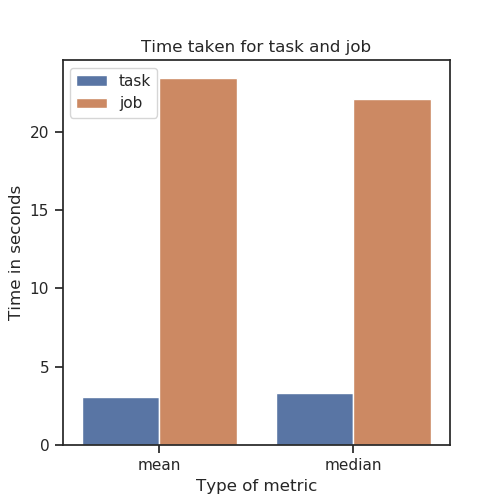 Time taken for task and job
task
job
Time in seconds
20
15
10
5
0
mean
median
Type of metric